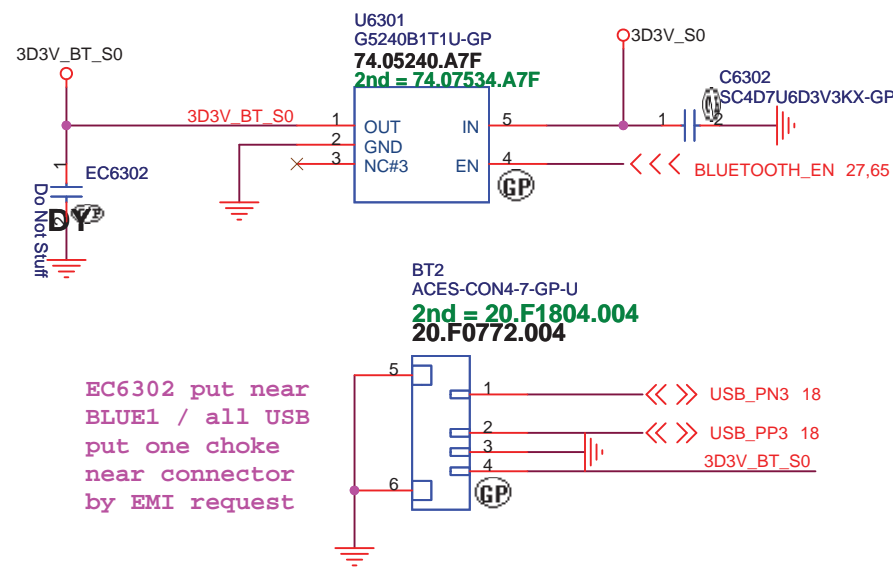 U6301
G5240B1T1U-GP
74.05240.A7F
2nd = 74.07534.A7F
3D3V_BT_S0
3D3V_S0
C6302
SC4D7U6D3V3KX-GP
3D3V_BT_S0
1
OUT
IN
5
1
2
2
GND
3
NC#3
EN
4
BLUETOOTH_EN 27,65
GP
1
EC6302
2
DY
GP
Do Not Stuff
BT2
ACES-CON4-7-GP-U
2nd = 20.F1804.004
20.F0772.004
5
1
USB_PN3 18
2
USB_PP3 18
3
4
3D3V_BT_S0
6
GP
EC6302 put near
BLUE1 / all USB
put one choke
near connector
by EMI request